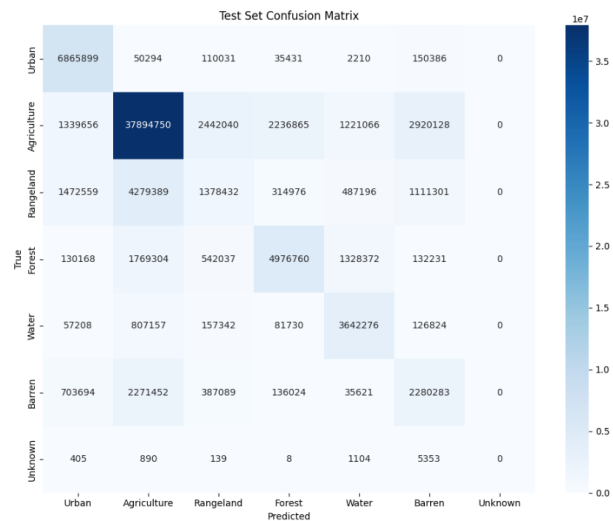 Test Set Confusion Matrix
1e7
Urban 6865899 50294 110031 35431 2210 150386 0
Agriculture 1339656 37894750 2442040 2236865 1221066 2920128 0
Rangeland 1472559 4279389 1378432 314976 487196 1111301 0
True
Forest 130168 1769304 542037 4976760 1328372 132231 0
Water 57208 807157 157342 81730 3642276 126824 0
Barren 703694 2271452 387089 136024 35621 2280283 0
Unknown 405 890 139 8 1104 5353 0
Urban Agriculture Rangeland Forest Water Barren Unknown
Predicted
3.5
3.0
2.5
2.0
1.5
1.0
0.5
0.0